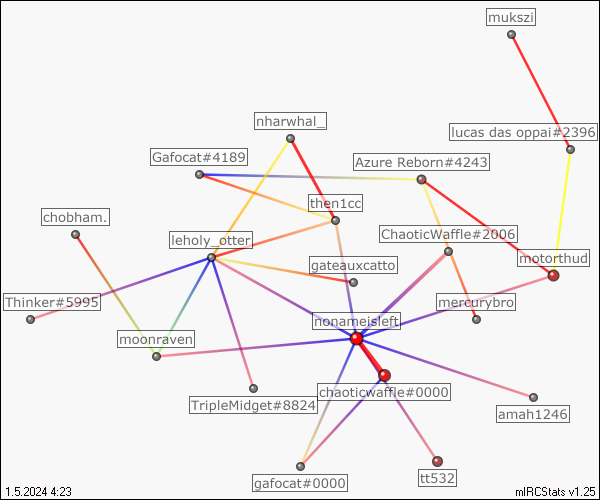 mukszi
nharwhal_
lucas das oppai#2396
Gafocat#4189
Azure Reborn#4243
then1cc
chobham.
ChaoticWaffle#2006
leholy_otter
gateauxcatto
motorthud
Thinker#5995
mercurybro
nonameisleft
moonraven
chaoticwaffle#0000
TripleMidget#8824
amah1246
tt532
gafocat#0000
1.5.2024 4:23
mIRCStats v1.25